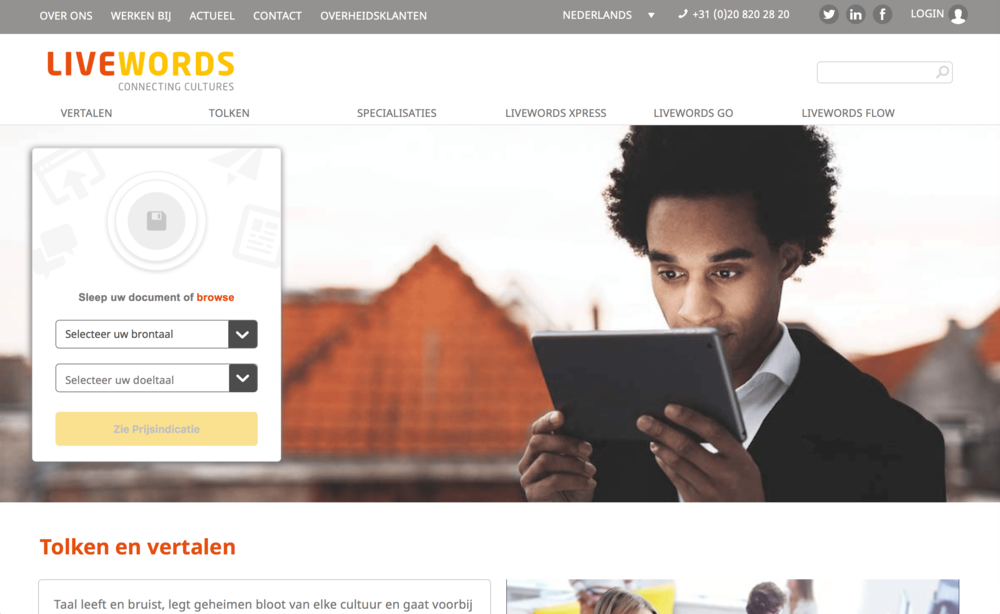 OVER ONS WERKEN BIJ ACTUEEL CONTACT OVERHEIDSKLANTEN NEDERLANDS +31 (0)20 820 28 20 LOGIN
LIVEWORDS
CONNECTING CULTURES
VERTALEN TOLKEN SPECIALISATIES LIVEWORDS XPRESS LIVEWORDS GO LIVEWORDS FLOW
Sleep uw document of browse
Selecteer uw brontaal
Selecteer uw doeltaal
Zie Prijsindicatie
Tolken en vertalen
Taal leeft en bruist, legt geheimen bloot van elke cultuur en gaat voorbij